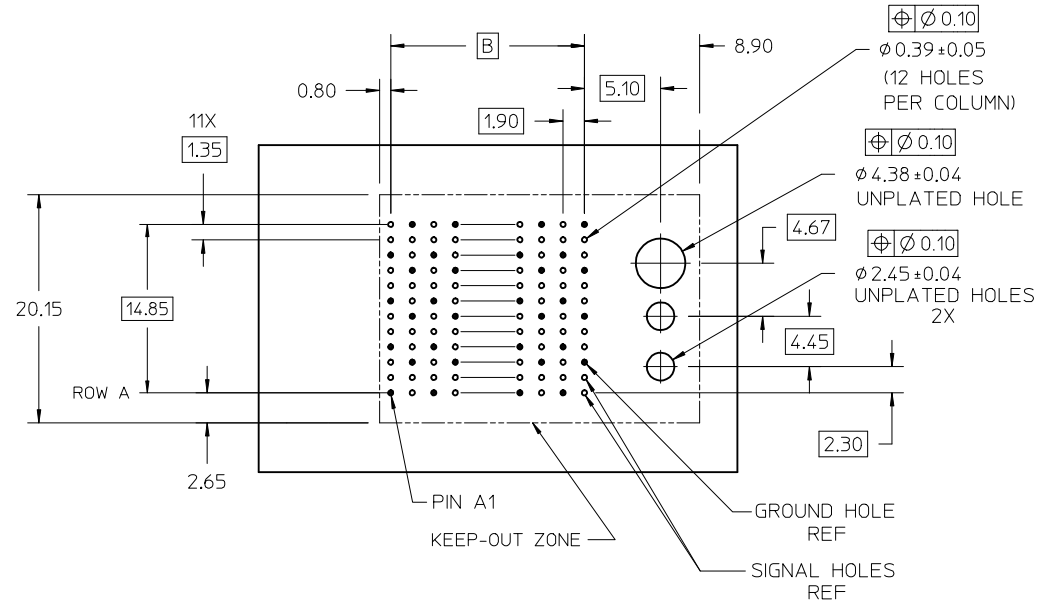 ⌖ ⌀ 0.10
B
8.90
⌀ 0.39 ±0.05
(12 HOLES
PER COLUMN)
0.80
5.10
1.90
11X
1.35
⌖ ⌀ 0.10
⌀ 4.38 ±0.04
UNPLATED HOLE
4.67
⌖ ⌀ 0.10
⌀ 2.45 ±0.04
UNPLATED HOLES
2X
20.15
14.85
4.45
ROW A
2.30
2.65
PIN A1
GROUND HOLE
REF
KEEP-OUT ZONE
SIGNAL HOLES
REF